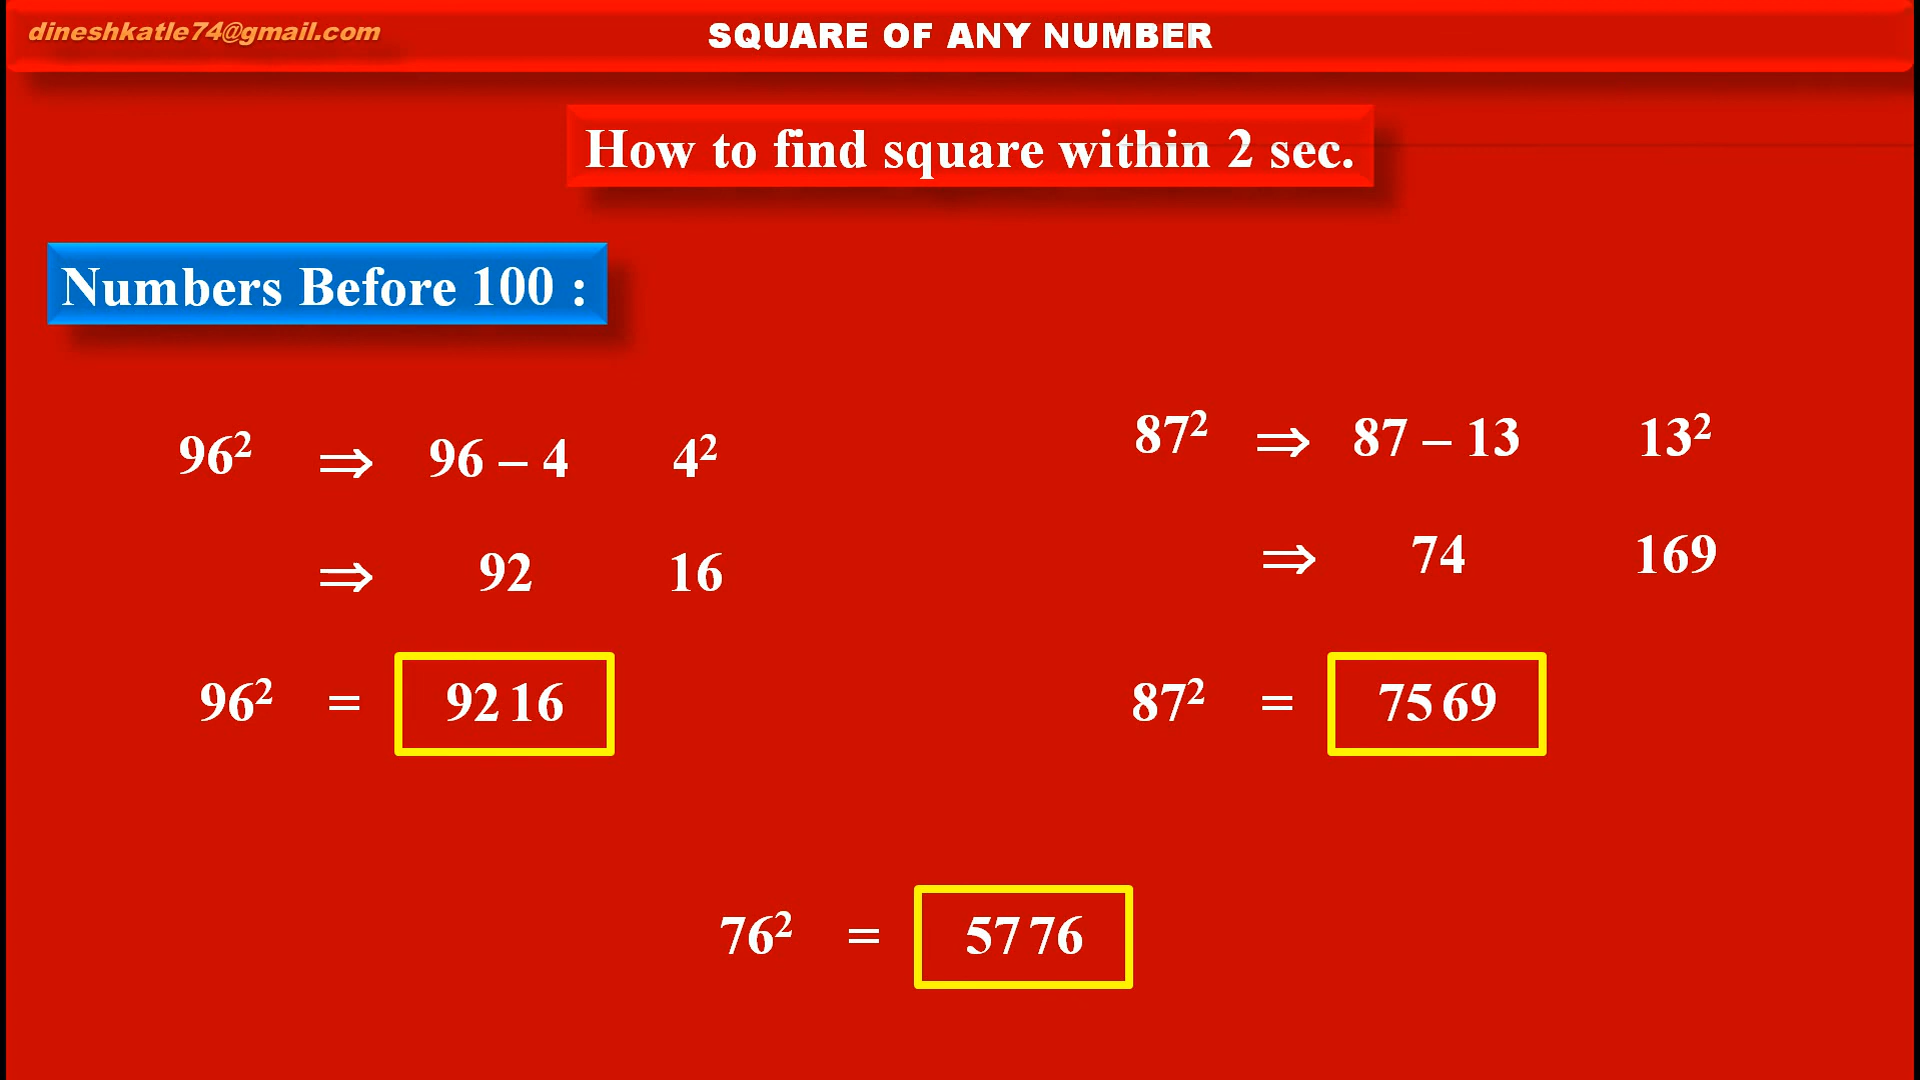 dineshkatle74@gmail.com
SQUARE OF ANY NUMBER
How to find square within 2 sec.
Numbers Before 100 :
96² ⇒ 96 – 4 4²
⇒ 92 16
96² = 92 16
87² ⇒ 87 – 13 13²
⇒ 74 169
87² = 75 69
76² = 57 76